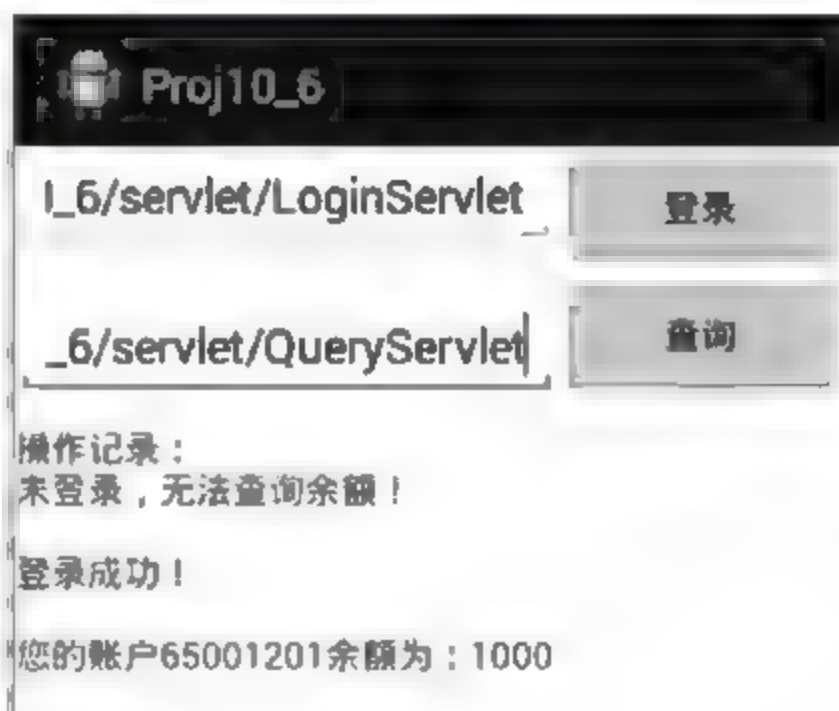 Proj10_6
l_6/servlet/LoginServlet
登录
_6/servlet/QueryServlet
查询
操作记录：
未登录，无法查询余额！
登录成功！
您的账户65001201余额为：1000